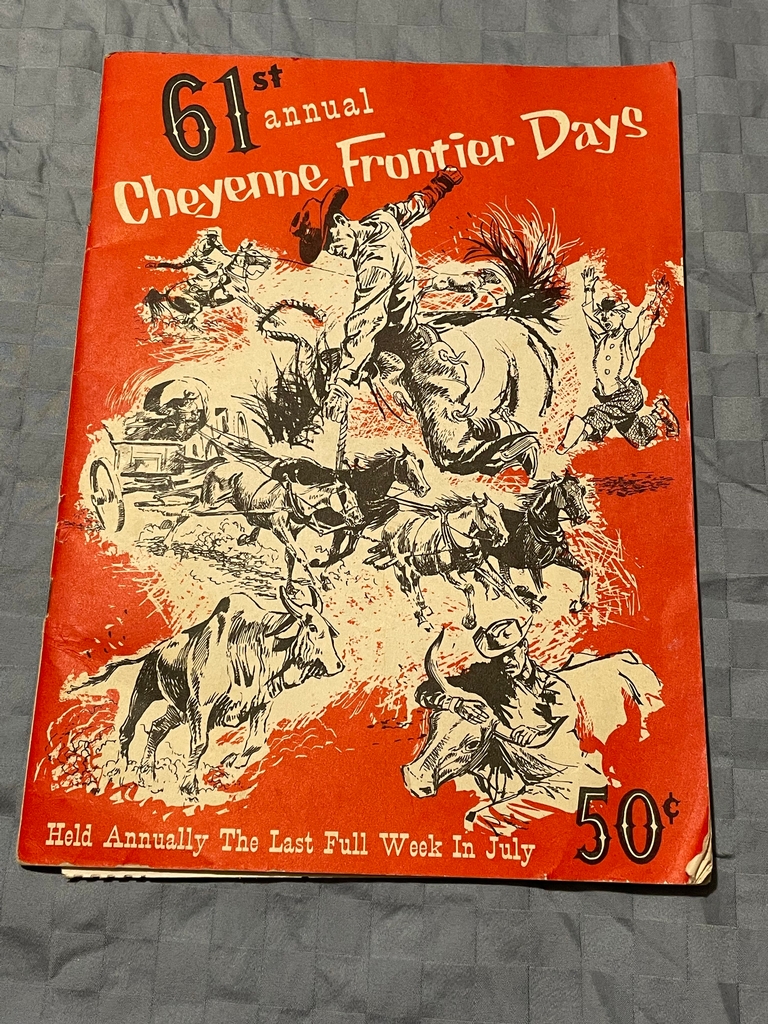 61st annual
Cheyenne Frontier Days
Held Annually The Last Full Week In July
50¢